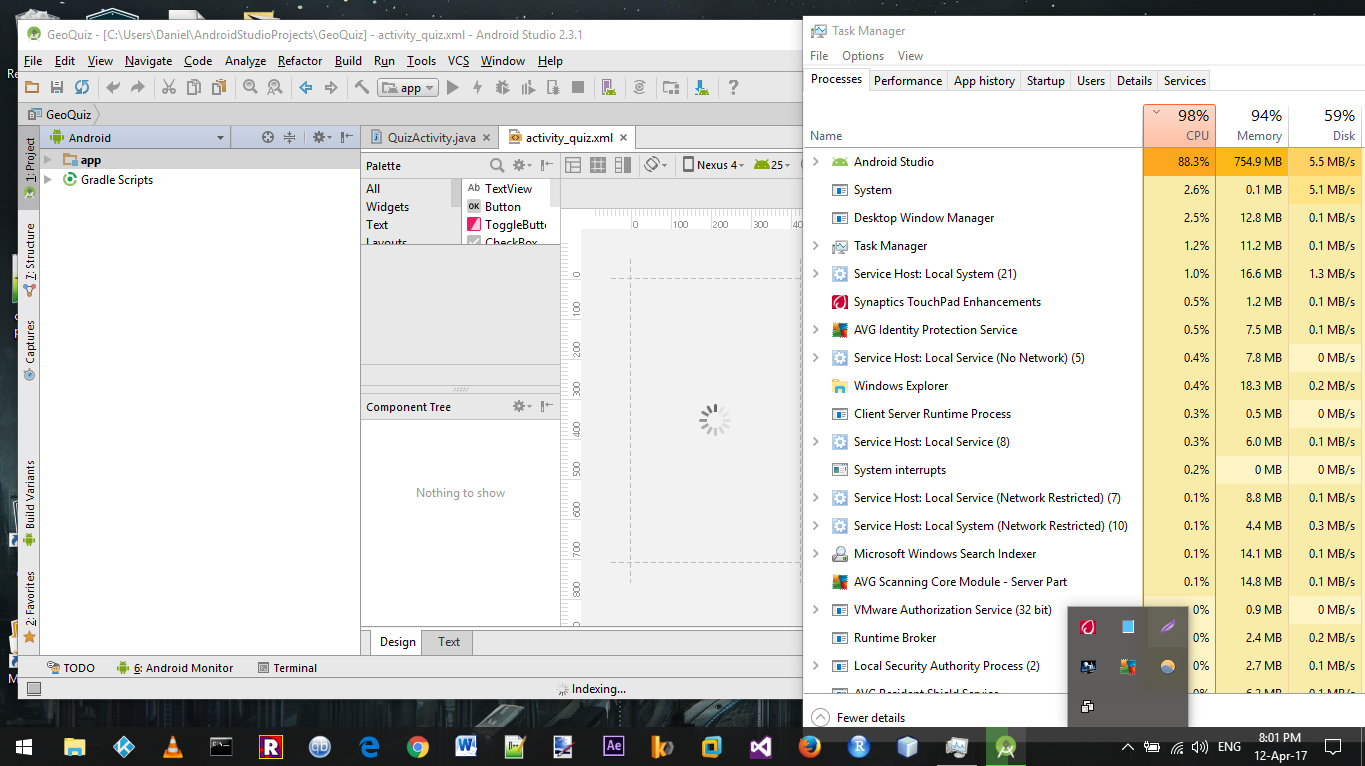 GeoQuiz - [C:\Users\Daniel\AndroidStudioProjects\GeoQuiz] - activity_quiz.xml - Android Studio 2.3.1
File Edit View Navigate Code Analyze Refactor Build Run Tools VCS Window Help
app
GeoQuiz
1: Project
7: Structure
Captures
Build Variants
2: Favorites
Android
app
Gradle Scripts
QuizActivity.java
activity_quiz.xml
Palette
All
Widgets
Text
Layouts
Ab TextView
OK Button
ToggleButt
CheckBox
Nexus 4
25
0 100 200 300
0
100
200
300
400
500
600
700
800
Component Tree
Nothing to show
Design Text
TODO 6: Android Monitor Terminal
Indexing...
Task Manager
File Options View
Processes Performance App history Startup Users Details Services
98% 94% 59%
Name CPU Memory Disk
Android Studio 88.3% 754.9 MB 5.5 MB/s
System 2.6% 0.1 MB 5.1 MB/s
Desktop Window Manager 2.5% 12.8 MB 0.1 MB/s
Task Manager 1.2% 11.2 MB 0.1 MB/s
Service Host: Local System (21) 1.0% 16.6 MB 1.3 MB/s
Synaptics TouchPad Enhancements 0.5% 1.2 MB 0.1 MB/s
AVG Identity Protection Service 0.5% 7.5 MB 0.1 MB/s
Service Host: Local Service (No Network) (5) 0.4% 7.8 MB 0 MB/s
Windows Explorer 0.4% 18.3 MB 0.2 MB/s
Client Server Runtime Process 0.3% 0.5 MB 0 MB/s
Service Host: Local Service (8) 0.3% 6.0 MB 0.1 MB/s
System interrupts 0.2% 0 MB 0 MB/s
Service Host: Local Service (Network Restricted) (7) 0.1% 8.8 MB 0.1 MB/s
Service Host: Local System (Network Restricted) (10) 0.1% 4.4 MB 0.3 MB/s
Microsoft Windows Search Indexer 0.1% 14.1 MB 0.1 MB/s
AVG Scanning Core Module - Server Part 0.1% 14.8 MB 0.1 MB/s
VMware Authorization Service (32 bit) 0% 0.9 MB 0 MB/s
Runtime Broker 0% 2.4 MB 0.2 MB/s
Local Security Authority Process (2) 0% 2.7 MB 0.1 MB/s
AVG Resident Shield Service 0% 6.2 MB 0.1 MB/s
Fewer details
ENG
8:01 PM
12-Apr-17